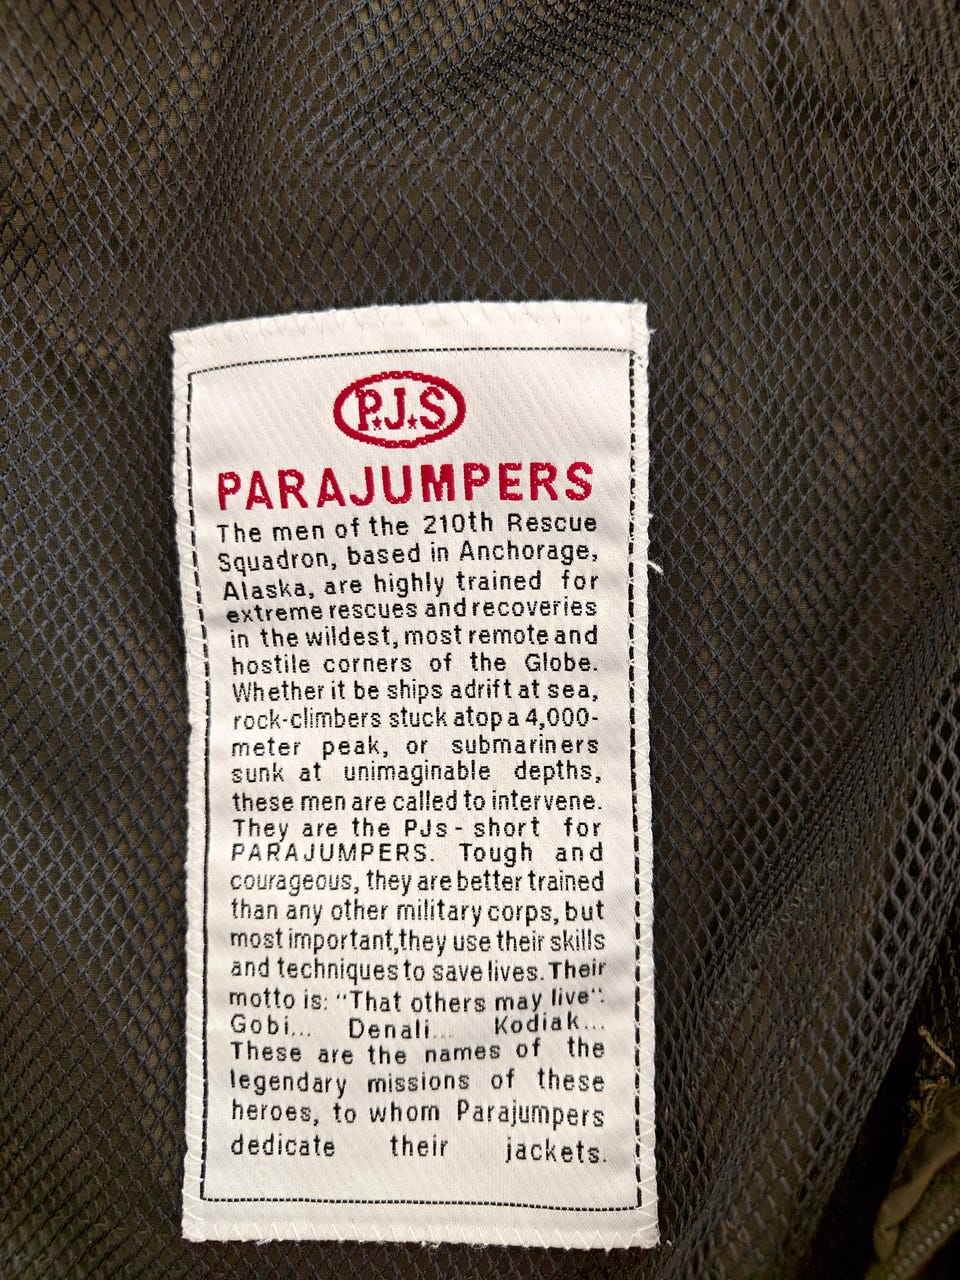 P.J.S
PARAJUMPERS
The men of the 210th Rescue
Squadron, based in Anchorage,
Alaska, are highly trained for
extreme rescues and recoveries
in the wildest, most remote and
hostile corners of the Globe.
Whether it be ships adrift at sea,
rock-climbers stuck atop a 4,000-
meter peak, or submariners
sunk at unimaginable depths,
these men are called to intervene.
They are the PJs - short for
PARAJUMPERS. Tough and
courageous, they are better trained
than any other military corps, but
most important,they use their skills
and techniques to save lives. Their
motto is: "That others may live".
Gobi... Denali... Kodiak...
These are the names of the
legendary missions of these
heroes, to whom Parajumpers
dedicate their jackets.